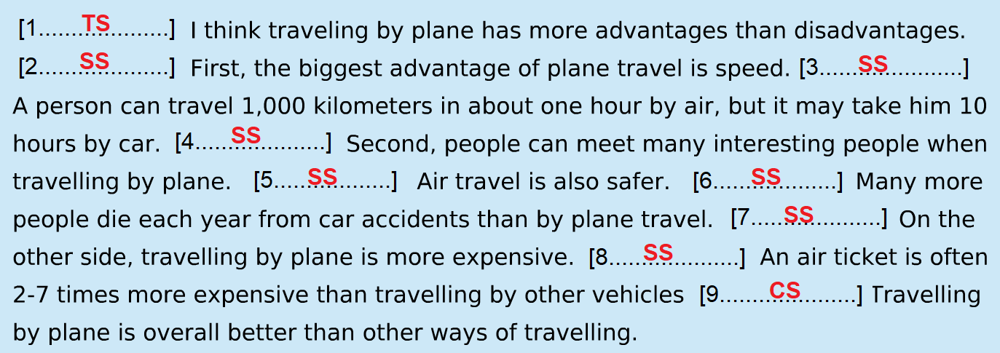 [1......TS.........] I think traveling by plane has more advantages than disadvantages.
[2......SS.........] First, the biggest advantage of plane travel is speed. [3......SS............]
A person can travel 1,000 kilometers in about one hour by air, but it may take him 10
hours by car. [4.....SS..........] Second, people can meet many interesting people when
travelling by plane. [5.....SS........] Air travel is also safer. [6......SS.........] Many more
people die each year from car accidents than by plane travel. [7.....SS..........] On the
other side, travelling by plane is more expensive. [8.....SS..........] An air ticket is often
2-7 times more expensive than travelling by other vehicles [9.......CS.........] Travelling
by plane is overall better than other ways of travelling.